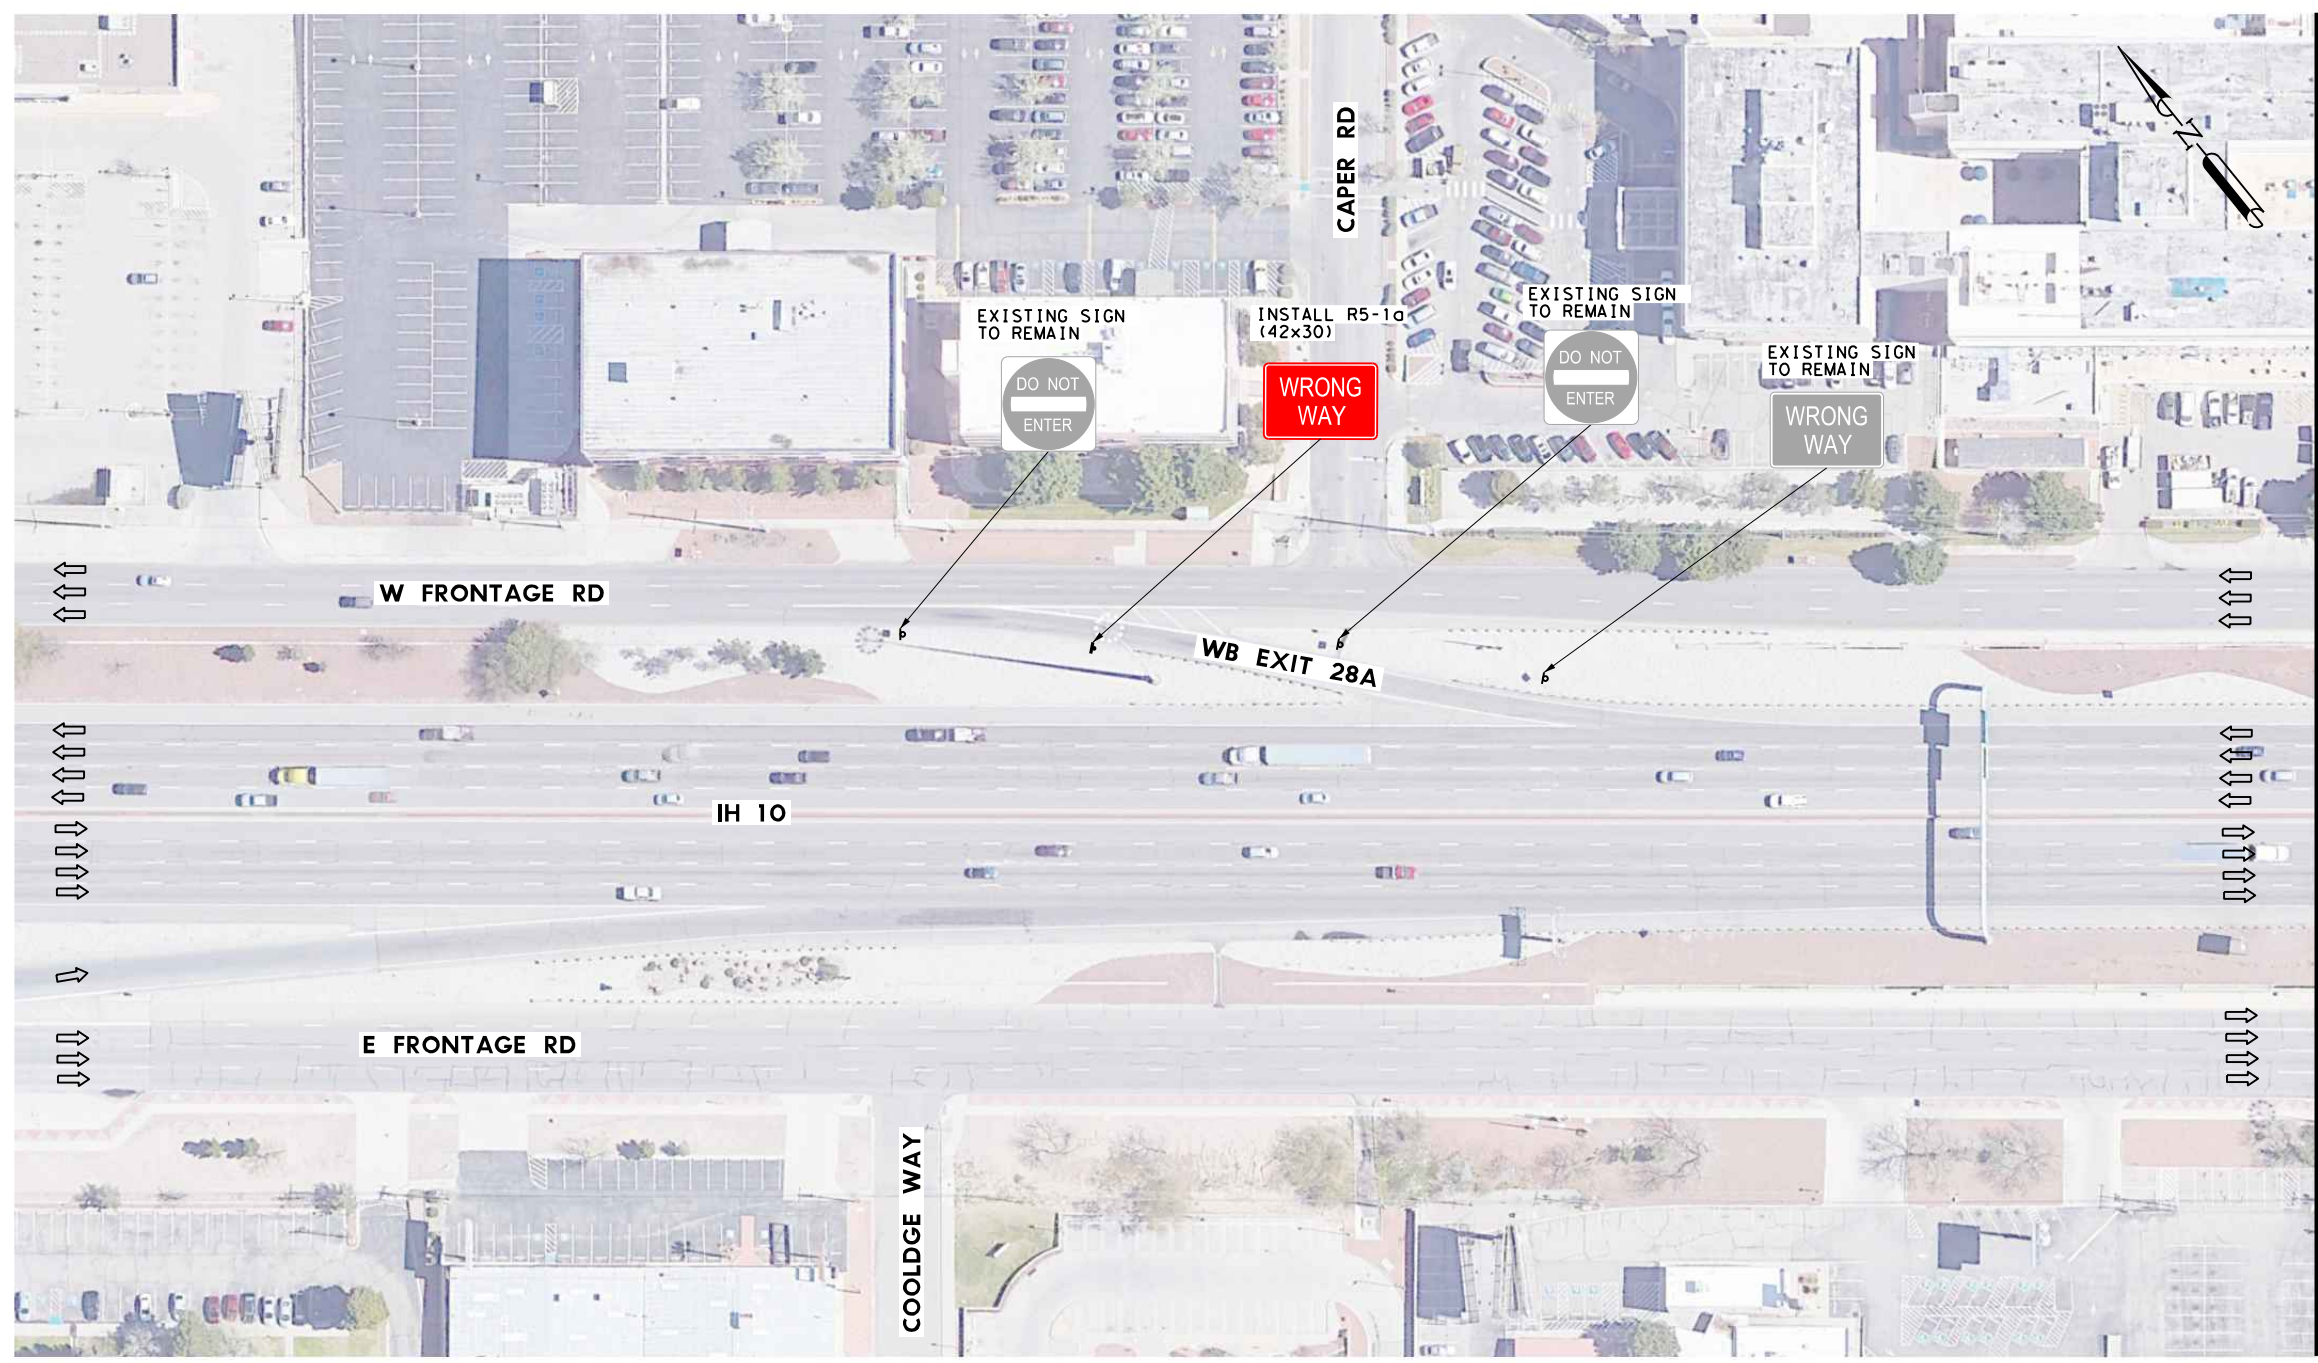 CAPER RD
N
EXISTING SIGN
TO REMAIN
DO NOT
ENTER
INSTALL R5-1a
(42x30)
WRONG
WAY
EXISTING SIGN
TO REMAIN
DO NOT
ENTER
EXISTING SIGN
TO REMAIN
WRONG
WAY
W FRONTAGE RD
WB EXIT 28A
IH 10
E FRONTAGE RD
COOLDGE WAY